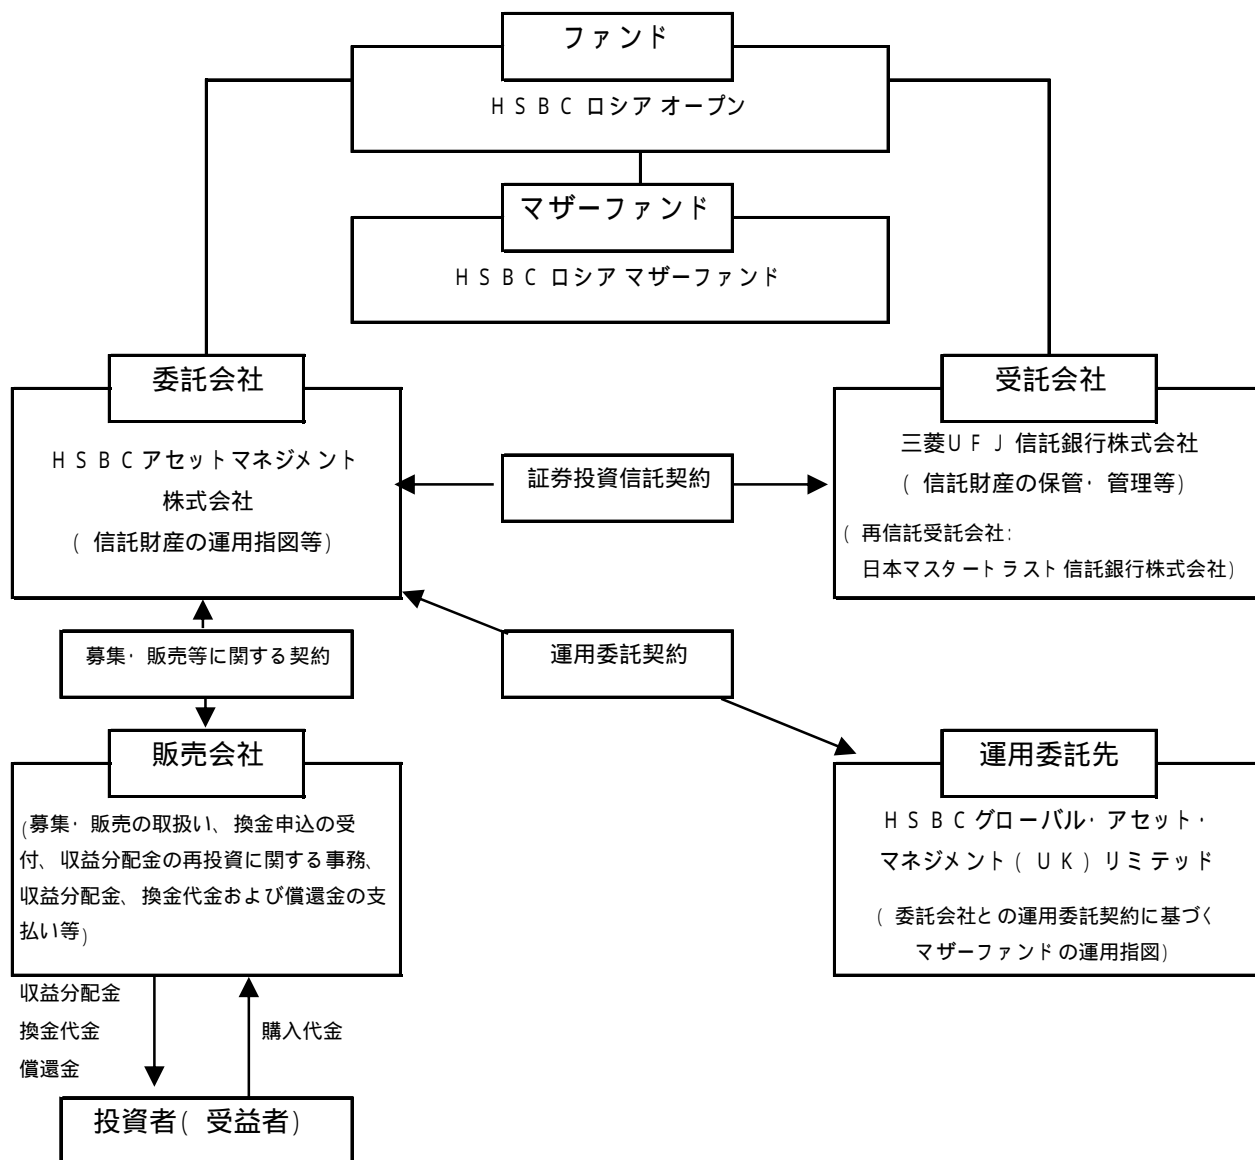 ファンド
HSBC ロシア オープン
マザーファンド
HSBC ロシア マザーファンド
委託会社
HSBCアセットマネジメント
株式会社
(信託財産の運用指図等)
証券投資信託契約
受託会社
三菱UFJ信託銀行株式会社
(信託財産の保管・管理等)
(再信託受託会社:
日本マスタートラスト信託銀行株式会社)
募集・販売等に関する契約
運用委託契約
販売会社
(募集・販売の取扱い、換金申込の受
付、収益分配金の再投資に関する事務、
収益分配金、換金代金および償還金の支
払い等)
運用委託先
HSBCグローバル・アセット・
マネジメント(UK)リミテッド
(委託会社との運用委託契約に基づく
マザーファンドの運用指図)
収益分配金
換金代金
償還金
購入代金
投資者(受益者)